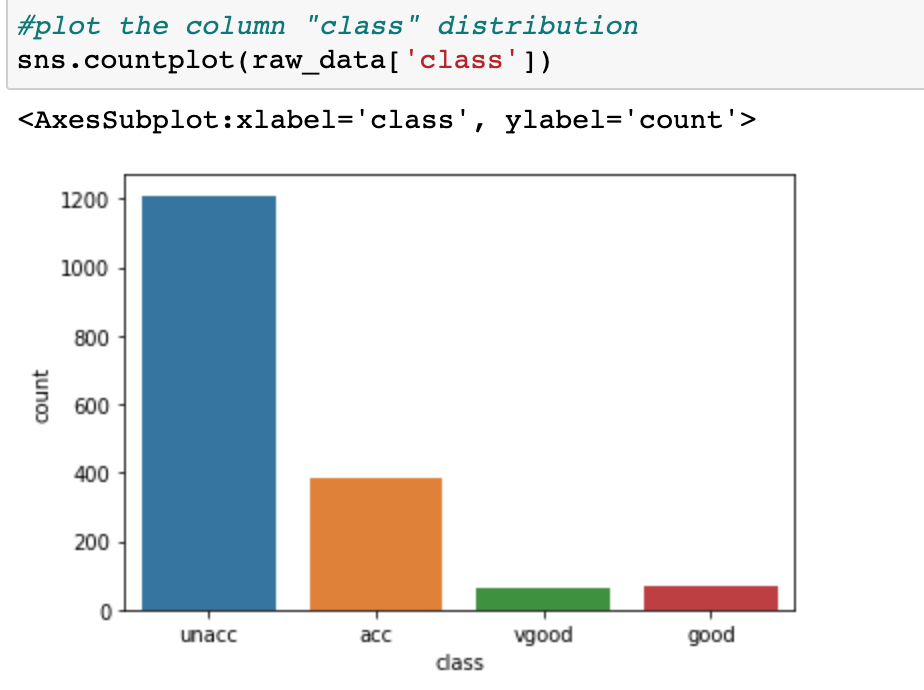 #plot the column "class" distribution
sns.countplot(raw_data['class'])
<AxesSubplot:xlabel='class', ylabel='count'>
1200
1000
800
600
400
200
0
count
unacc acc vgood good
class